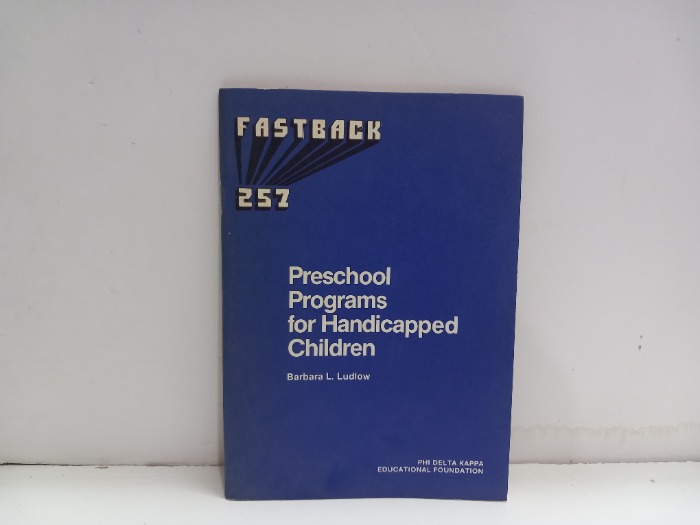 FASTBACK
257
Preschool
Programs
for Handicapped
Children
Barbara L. Ludlow
PHI DELTA KAPPA
EDUCATIONAL FOUNDATION